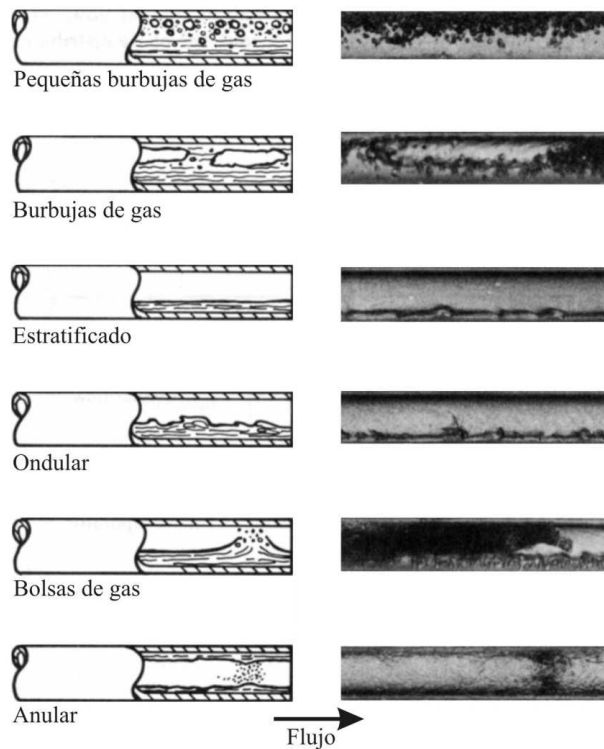 Pequeñas burbujas de gas
Burbujas de gas
Estratificado
Ondular
Bolsas de gas
Anular
Flujo